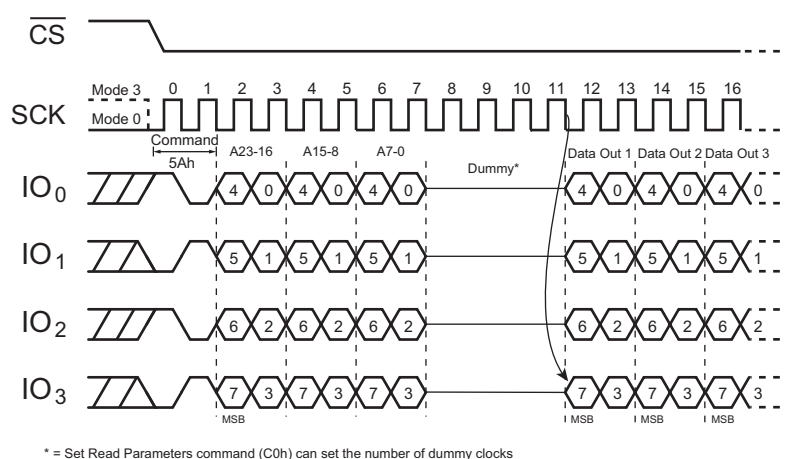 CS
Mode 3 0 1 2 3 4 5 6 7 8 9 10 11 12 13 14 15 16
SCK
Mode 0
Command
5Ah A23-16 A15-8 A7-0 Dummy* Data Out 1 Data Out 2 Data Out 3
IO0 4 0 4 0 4 0 4 0 4 0 4 0
IO1 5 1 5 1 5 1 5 1 5 1 5 1
IO2 6 2 6 2 6 2 6 2 6 2 6 2
IO3 7 3 7 3 7 3 7 3 7 3 7 3
MSB MSB MSB MSB
* = Set Read Parameters command (C0h) can set the number of dummy clocks